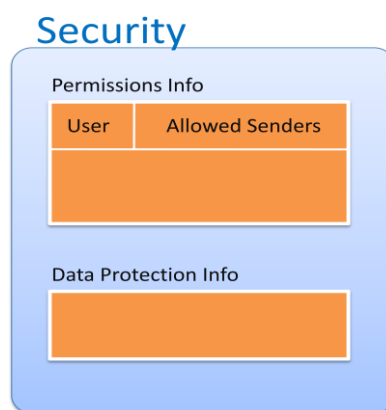 Security
Permissions Info
User Allowed Senders
Data Protection Info